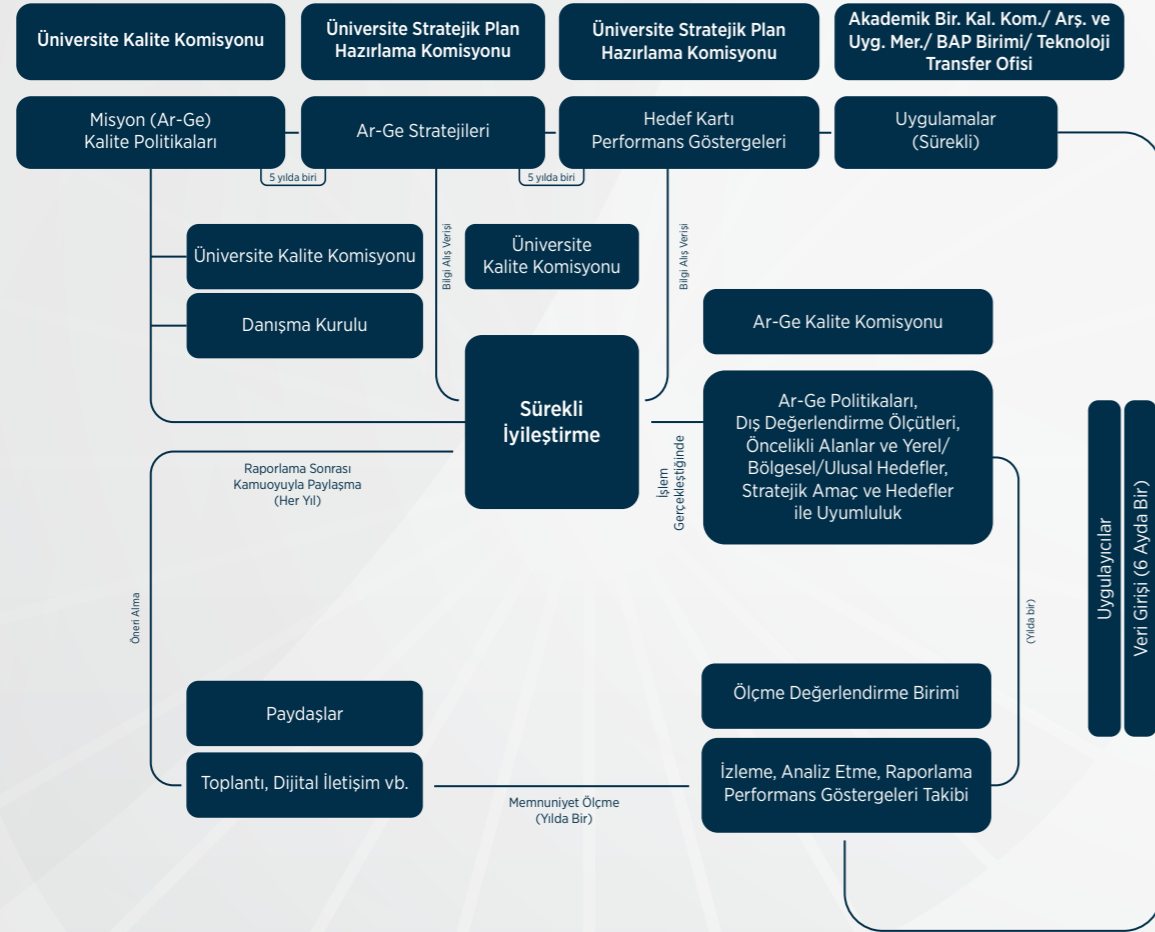 Üniversite Kalite Komisyonu
Üniversite Stratejik Plan
Hazırlama Komisyonu
Üniversite Stratejik Plan
Hazırlama Komisyonu
Akademik Bir. Kal. Kom./ Arş. ve
Uyg. Mer./ BAP Birimi/ Teknoloji
Transfer Ofisi
Misyon (Ar-Ge)
Kalite Politikaları
Ar-Ge Stratejileri
Hedef Kartı
Performans Göstergeleri
Uygulamalar
(Sürekli)
5 yılda biri
5 yılda biri
Üniversite Kalite Komisyonu
Danışma Kurulu
Bilgi Alış Verişi
Üniversite
Kalite Komisyonu
Bilgi Alış Verişi
Ar-Ge Kalite Komisyonu
Sürekli
İyileştirme
İşlem
Gerçekleştiğinde
Ar-Ge Politikaları,
Dış Değerlendirme Ölçütleri,
Öncelikli Alanlar ve Yerel/
Bölgesel/Ulusal Hedefler,
Stratejik Amaç ve Hedefler
ile Uyumluluk
Raporlama Sonrası
Kamuoyuyla Paylaşma
(Her Yıl)
Uygulayıcılar
Veri Girişi (6 Ayda Bir)
Öneri Alma
(Yılda bir)
Paydaşlar
Toplantı, Dijital İletişim vb.
Memnuniyet Ölçme
(Yılda Bir)
Ölçme Değerlendirme Birimi
İzleme, Analiz Etme, Raporlama
Performans Göstergeleri Takibi